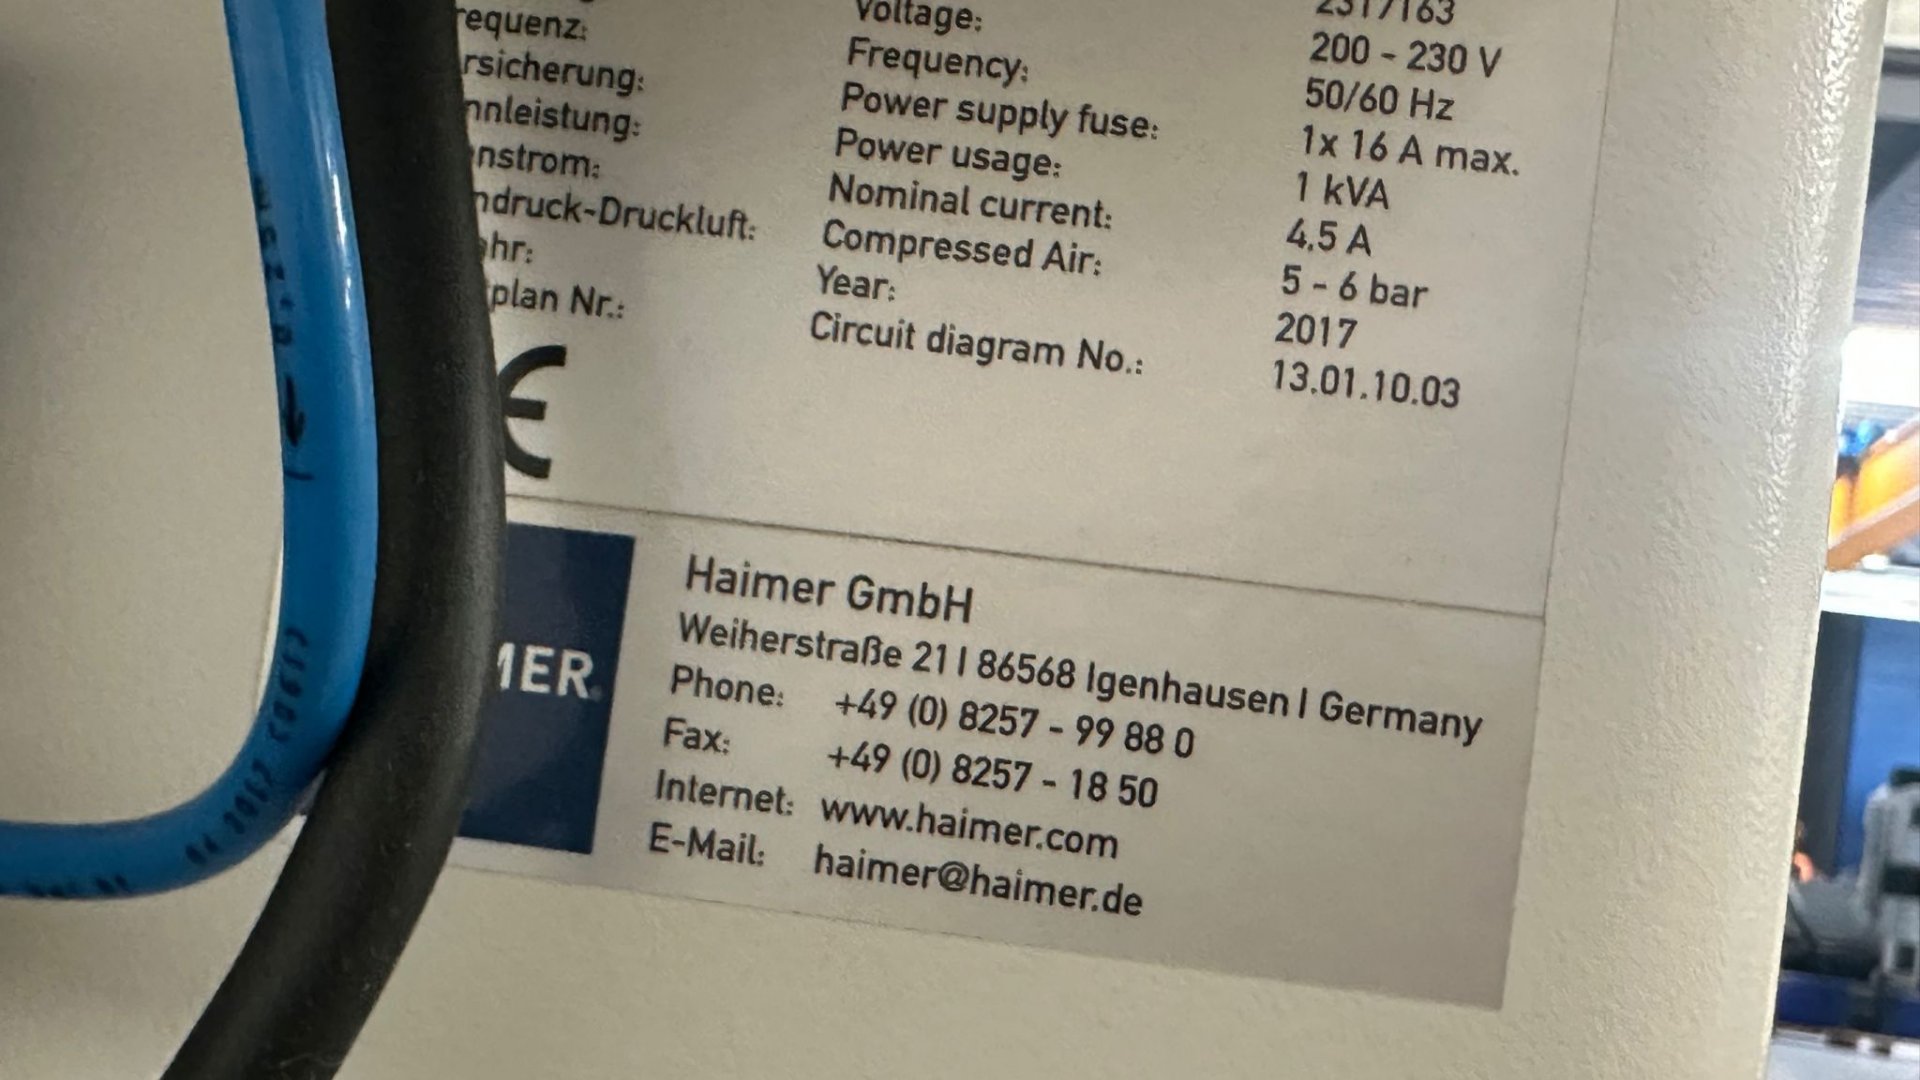 Voltage: 2317163
requenz: Frequency: 200 - 230 V
rsicherung: Power supply fuse: 50/60 Hz
nnleistung: Power usage: 1x 16 A max.
nstrom: Nominal current: 1 kVA
ndruck-Druckluft: Compressed Air: 4.5 A
ahr: Year: 5 - 6 bar
plan Nr.: Circuit diagram No.: 2017
13.01.10.03
CE
MER
Haimer GmbH
Weiherstraße 21 I 86568 Igenhausen I Germany
Phone: +49 (0) 8257 - 99 88 0
Fax: +49 (0) 8257 - 18 50
Internet: www.haimer.com
E-Mail: haimer@haimer.de